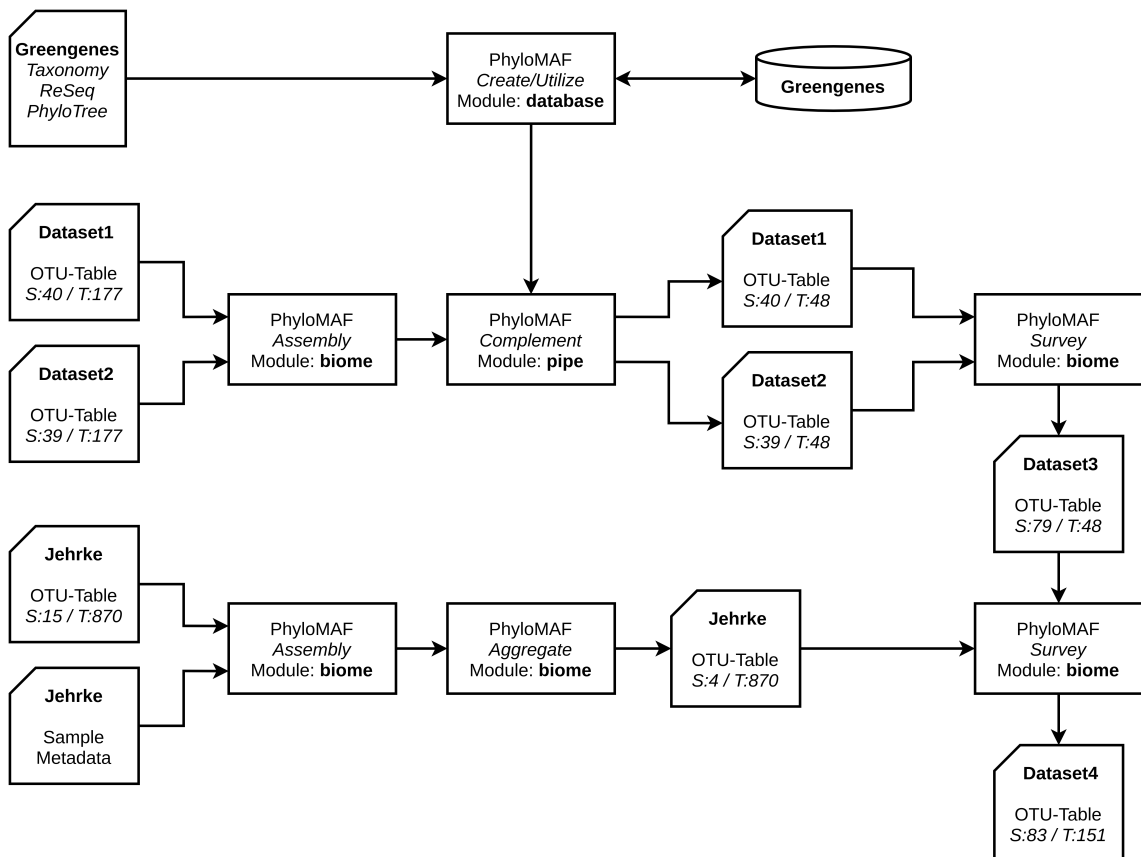 Greengenes
Taxonomy
ReSeq
PhyloTree
PhyloMAF
Create/Utilize
Module: database
Greengenes
Dataset1
OTU-Table
S:40 / T:177
Dataset2
OTU-Table
S:39 / T:177
PhyloMAF
Assembly
Module: biome
PhyloMAF
Complement
Module: pipe
Dataset1
OTU-Table
S:40 / T:48
Dataset2
OTU-Table
S:39 / T:48
PhyloMAF
Survey
Module: biome
Dataset3
OTU-Table
S:79 / T:48
Jehrke
OTU-Table
S:15 / T:870
Jehrke
Sample
Metadata
PhyloMAF
Assembly
Module: biome
PhyloMAF
Aggregate
Module: biome
Jehrke
OTU-Table
S:4 / T:870
PhyloMAF
Survey
Module: biome
Dataset4
OTU-Table
S:83 / T:151